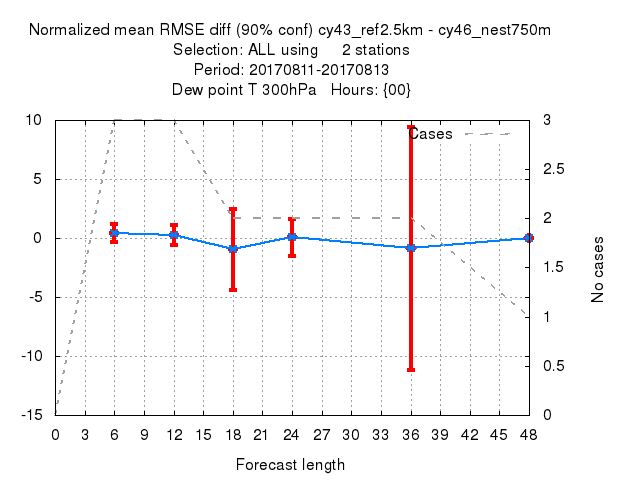 Normalized mean RMSE diff (90% conf) cy43_ref2.5km - cy46_nest750m
Selection: ALL using 2 stations
Period: 20170811-20170813
Dew point T 300hPa Hours: {00}
Cases
10
5
0
-5
-10
-15
3
2.5
2
1.5
1
0.5
0
No cases
0 3 6 9 12 15 18 21 24 27 30 33 36 39 42 45 48
Forecast length